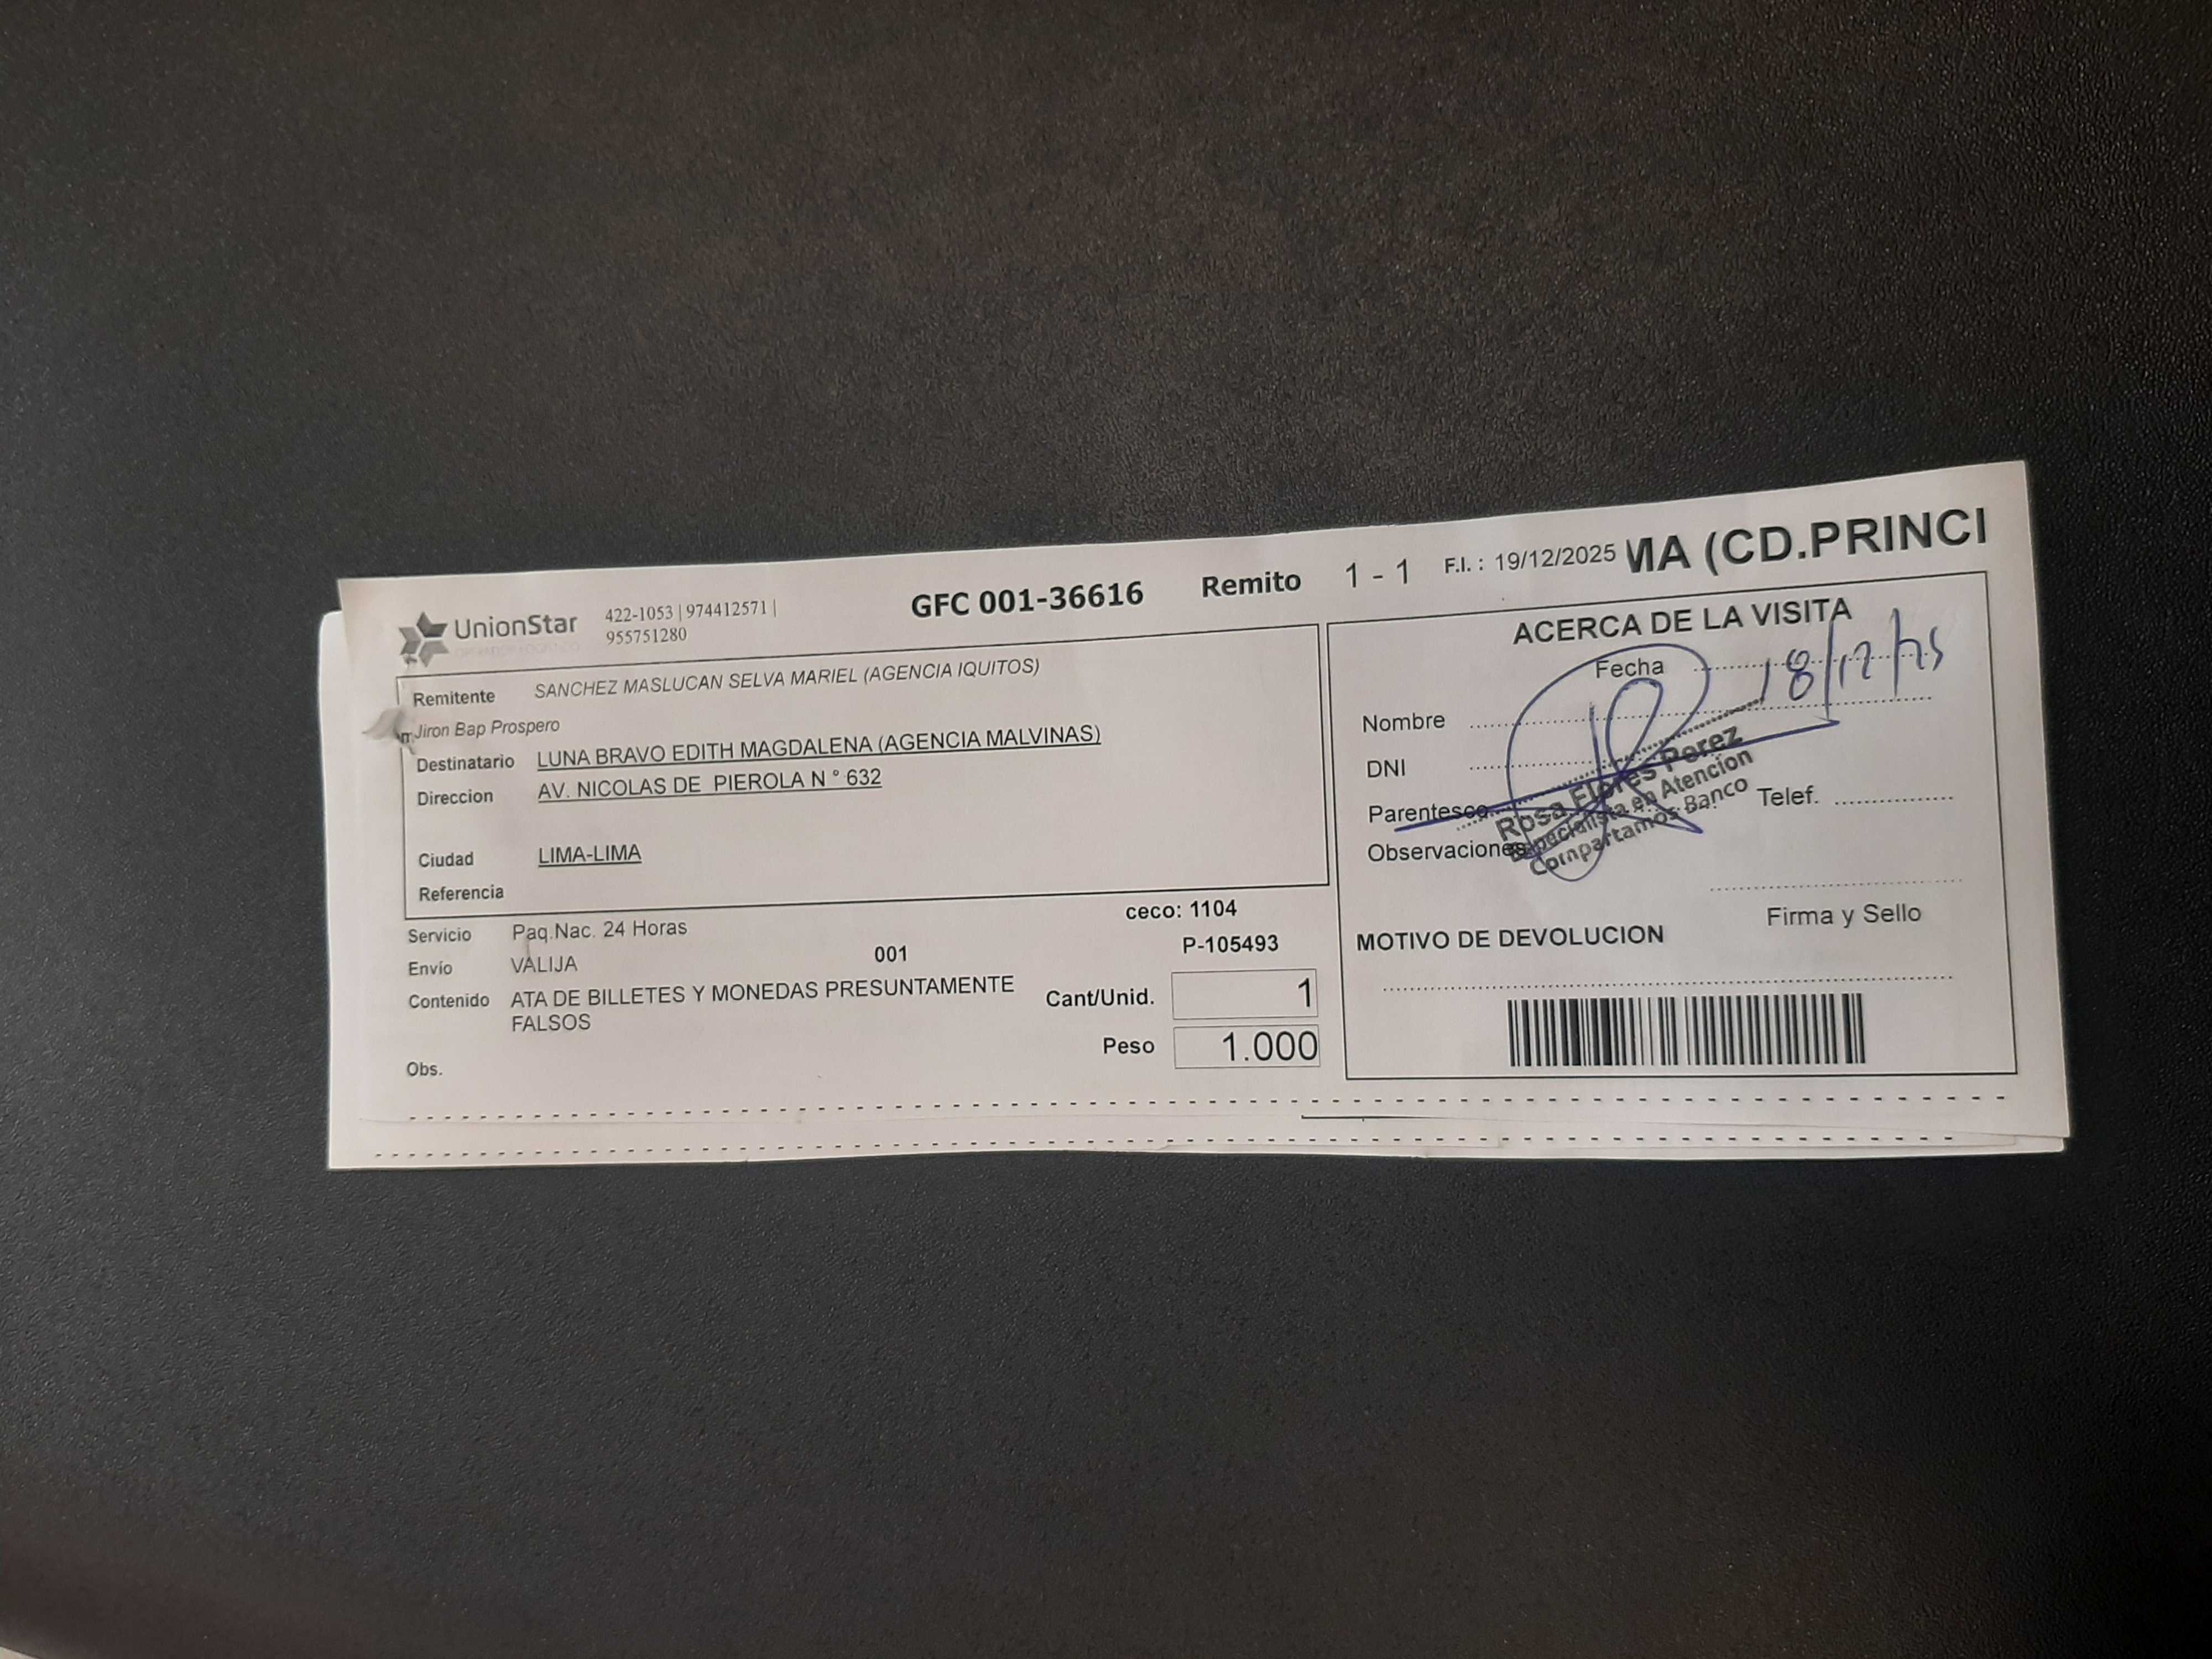 UnionStar
422-1053 | 974412571 |
955751280
GFC 001-36616
Remito 1 - 1
F.I. : 19/12/2025
MA (CD.PRINCI
Remitente SANCHEZ MASLUCAN SELVA MARIEL (AGENCIA IQUITOS)
Jiron Bap Prospero
Destinatario LUNA BRAVO EDITH MAGDALENA (AGENCIA MALVINAS)
Direccion AV. NICOLAS DE PIEROLA N ° 632
Ciudad LIMA-LIMA
Referencia
ceco: 1104
Servicio Paq.Nac. 24 Horas
Envío VALIJA 001 P-105493
Contenido ATA DE BILLETES Y MONEDAS PRESUNTAMENTE
FALSOS
Cant/Unid. 1
Peso 1.000
Obs.
ACERCA DE LA VISITA
Fecha 18/12/25
Nombre
DNI
Parentesco
Telef.
Observaciones
Rosa Flores Perez
Especialista en Atencion
Compartamos Banco
Firma y Sello
MOTIVO DE DEVOLUCION